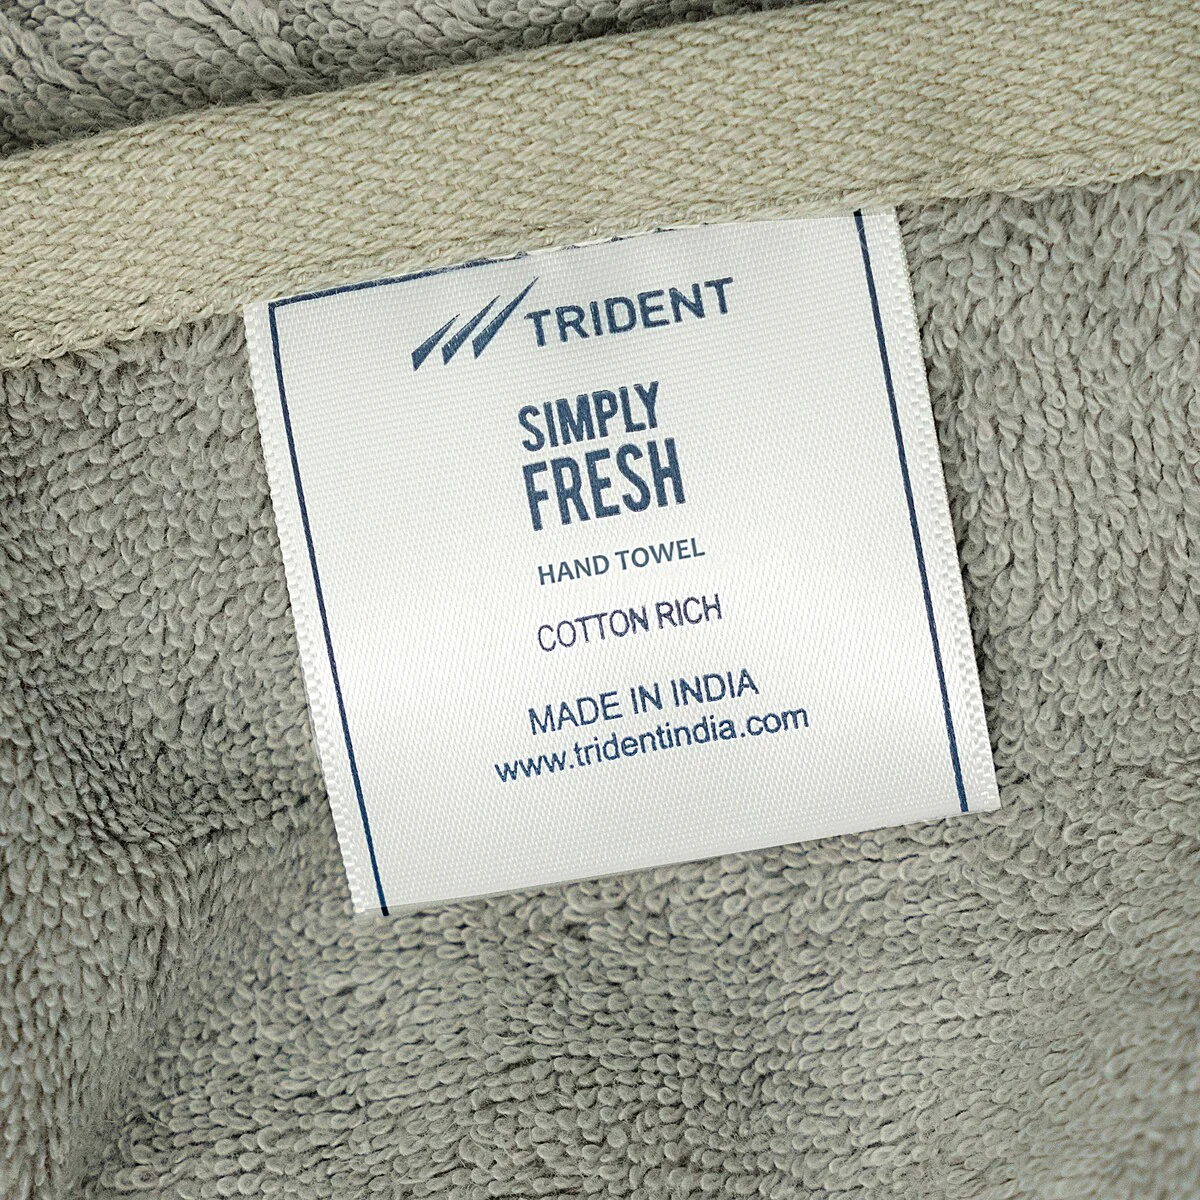 TRIDENT
SIMPLY
FRESH
HAND TOWEL
COTTON RICH
MADE IN INDIA
www.tridentindia.com